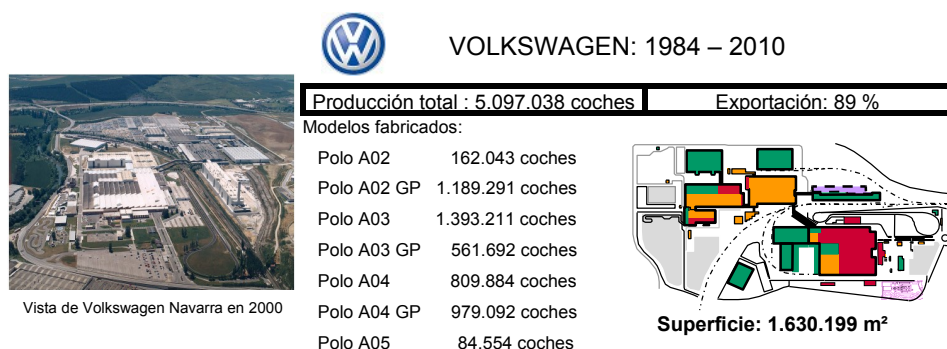 VOLKSWAGEN: 1984 – 2010
Producción total : 5.097.038 coches
Exportación: 89 %
Modelos fabricados:
Polo A02 162.043 coches
Polo A02 GP 1.189.291 coches
Polo A03 1.393.211 coches
Polo A03 GP 561.692 coches
Polo A04 809.884 coches
Polo A04 GP 979.092 coches
Polo A05 84.554 coches
Vista de Volkswagen Navarra en 2000
Superficie: 1.630.199 m²